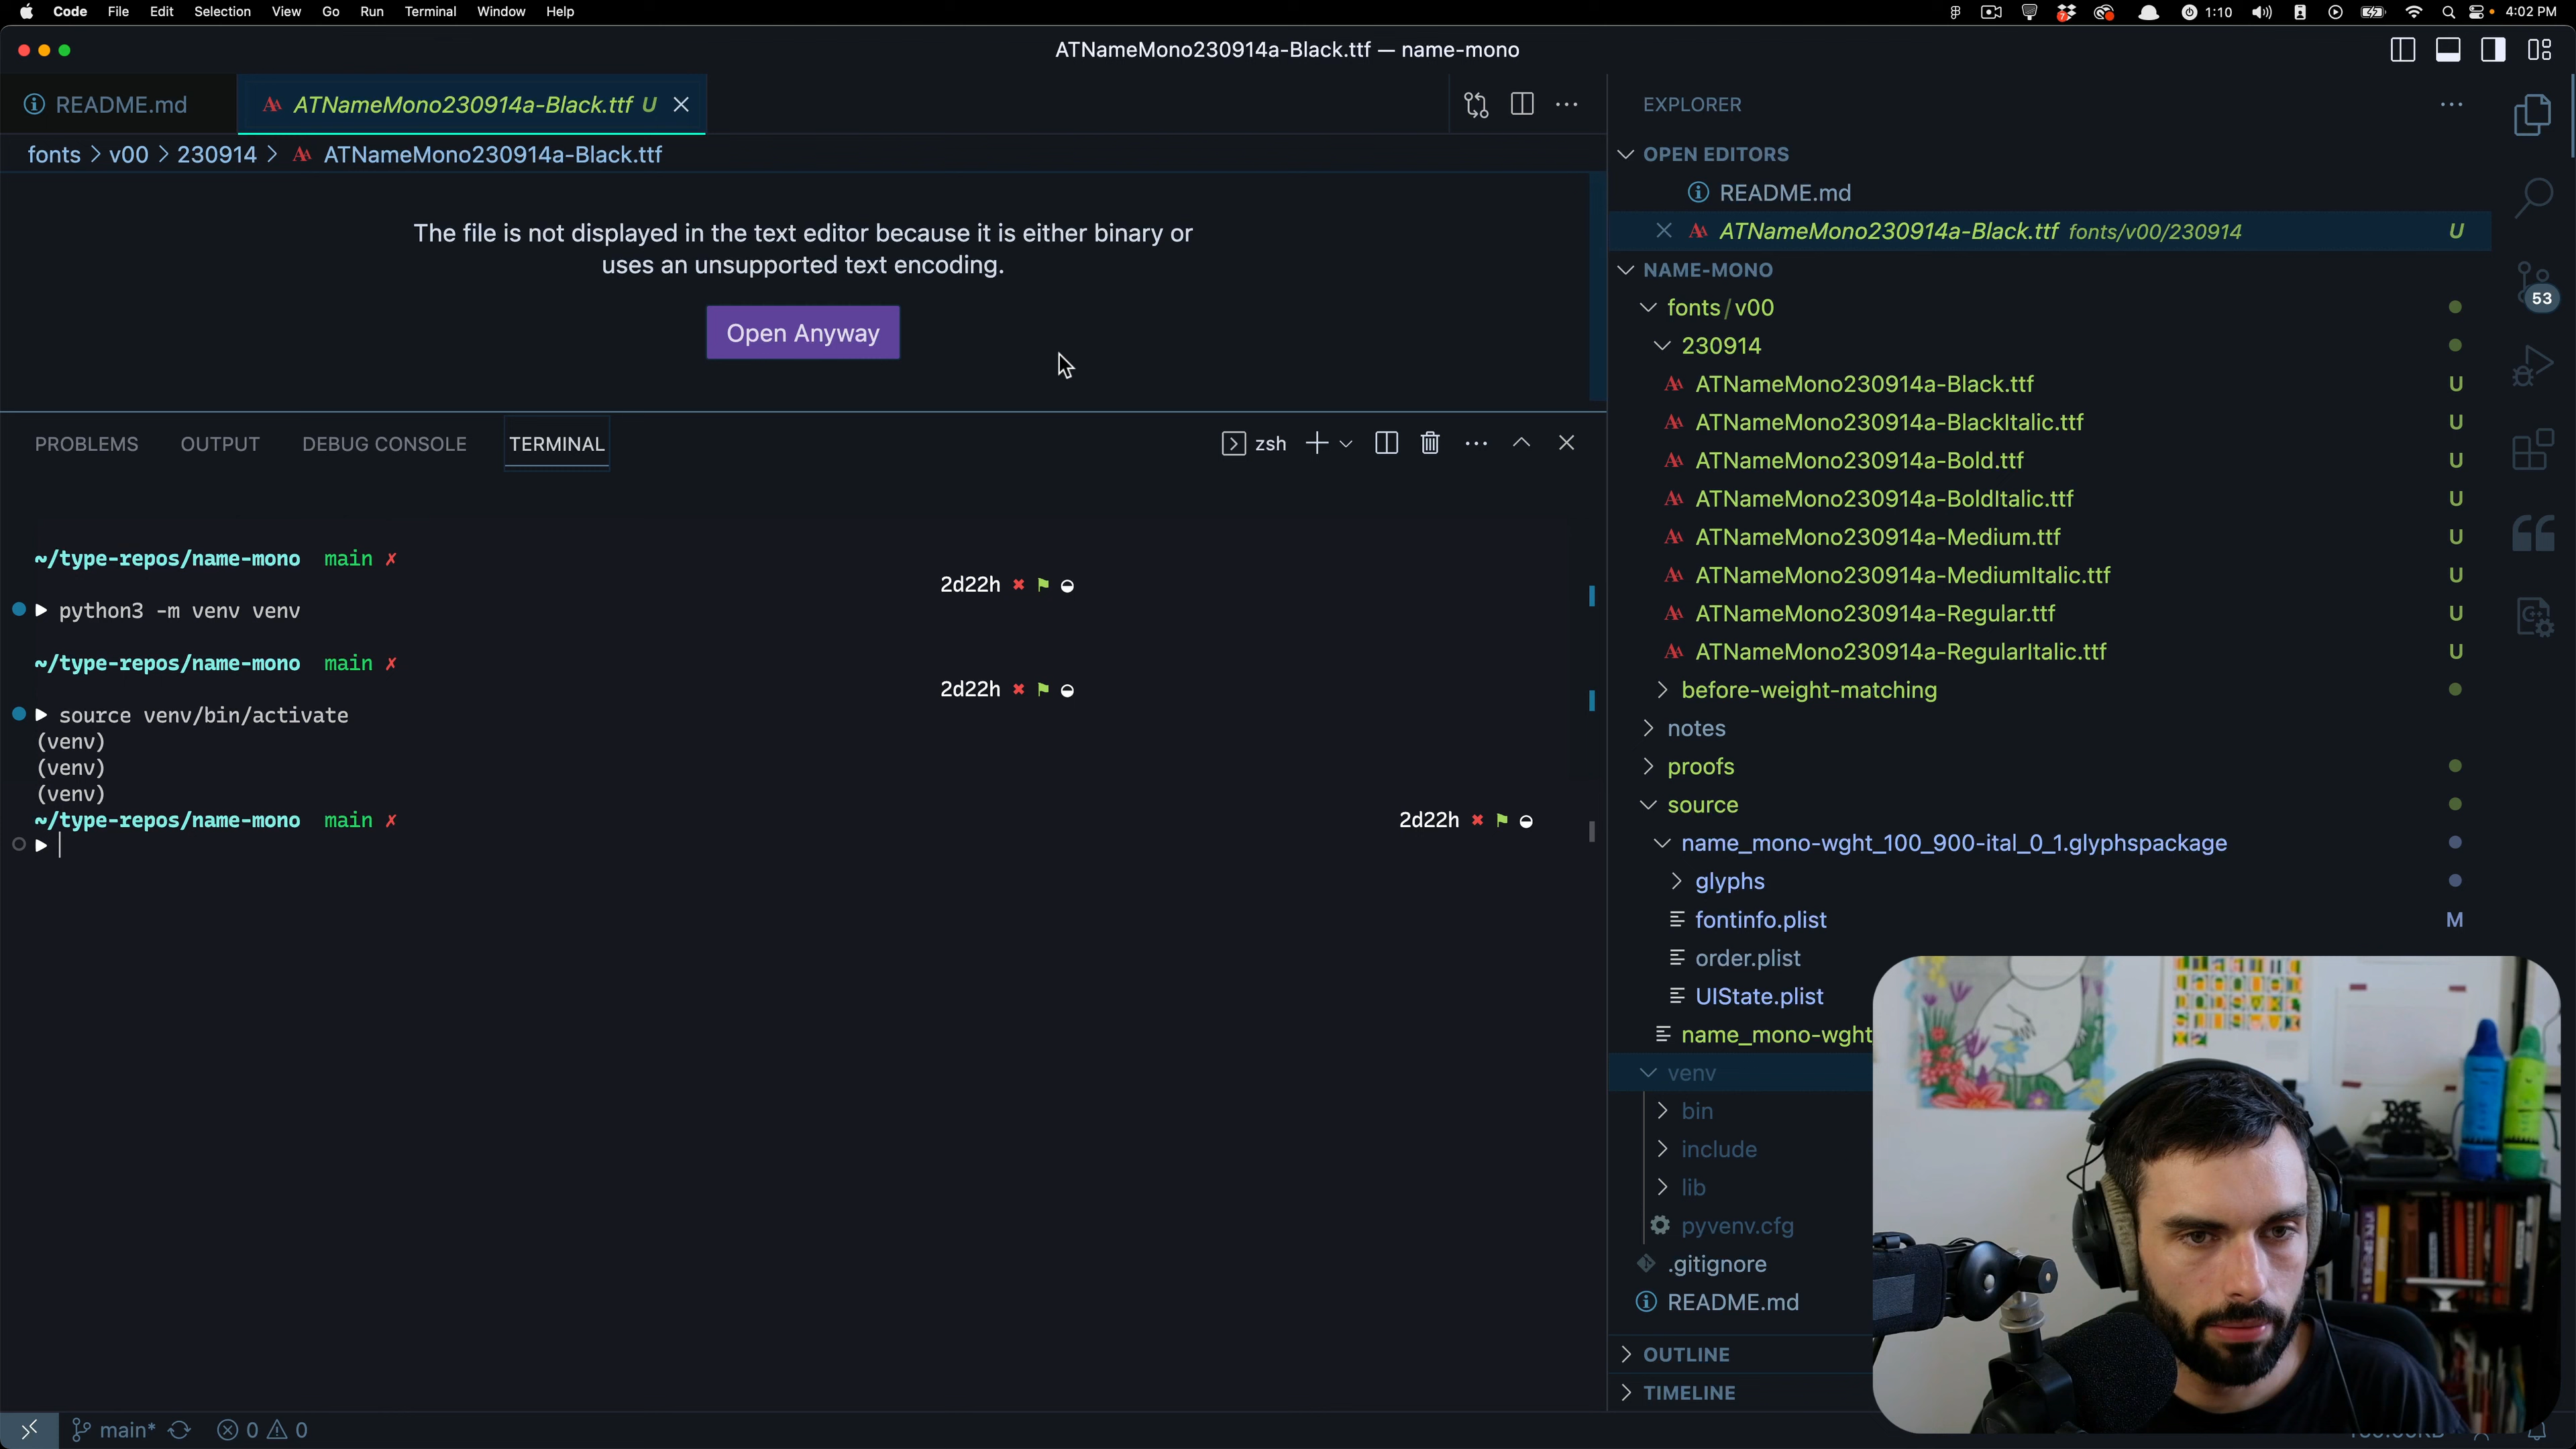 Code File Edit Selection View Go Run Terminal Window Help
1:10 4:02 PM
ATNameMono230914a-Black.ttf — name-mono
README.md
ATNameMono230914a-Black.ttf U
fonts > v00 > 230914 > ATNameMono230914a-Black.ttf
The file is not displayed in the text editor because it is either binary or
uses an unsupported text encoding.
Open Anyway
PROBLEMS OUTPUT DEBUG CONSOLE TERMINAL
zsh
~/type-repos/name-mono main ✗
2d22h ✖ ⚑ ◒
▶ python3 -m venv venv
~/type-repos/name-mono main ✗
2d22h ✖ ⚑ ◒
▶ source venv/bin/activate
(venv)
(venv)
(venv)
~/type-repos/name-mono main ✗ 2d22h ✖ ⚑ ◒
▶
EXPLORER
OPEN EDITORS
README.md
ATNameMono230914a-Black.ttf fonts/v00/230914 U
NAME-MONO
fonts/v00
230914
ATNameMono230914a-Black.ttf U
ATNameMono230914a-BlackItalic.ttf U
ATNameMono230914a-Bold.ttf U
ATNameMono230914a-BoldItalic.ttf U
ATNameMono230914a-Medium.ttf U
ATNameMono230914a-MediumItalic.ttf U
ATNameMono230914a-Regular.ttf U
ATNameMono230914a-RegularItalic.ttf U
before-weight-matching
notes
proofs
source
name_mono-wght_100_900-ital_0_1.glyphspackage
glyphs
fontinfo.plist M
order.plist
UIState.plist
name_mono-wght
venv
bin
include
lib
pyvenv.cfg
.gitignore
README.md
OUTLINE
TIMELINE
53
main* 0 0